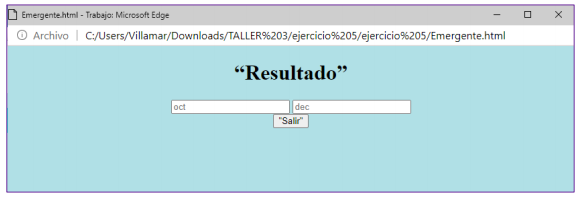 Emergente.html - Trabajo: Microsoft Edge
Archivo | C:/Users/Villamar/Downloads/TALLER%203/ejercicio%205/ejercicio%205/Emergente.html
“Resultado”
oct dec
"Salir"